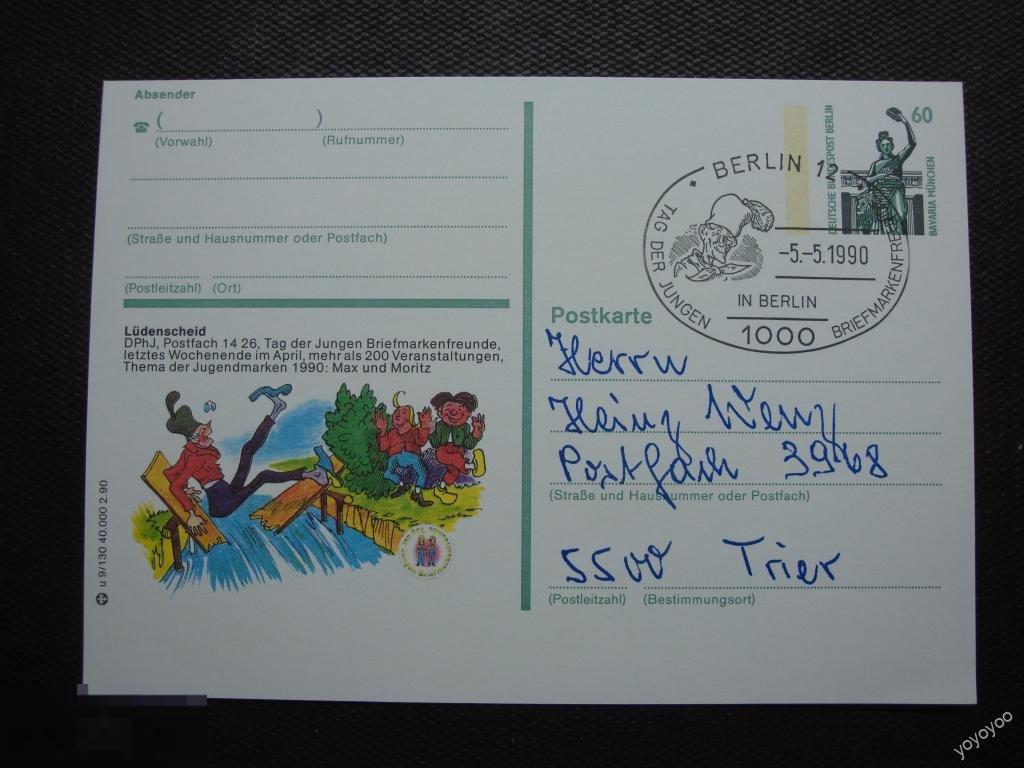 Absender
( )
(Vorwahl) (Rufnummer)
(Straße und Hausnummer oder Postfach)
(Postleitzahl) (Ort)
Lüdenscheid
DPhJ, Postfach 14 26, Tag der Jungen Briefmarkenfreunde,
letztes Wochenende im April, mehr als 200 Veranstaltungen,
Thema der Jugendmarken 1990: Max und Moritz
u 9/130 40.000 2.90
DEUTSCHE BUNDESPOST BERLIN
60
BAVARIA MÜNCHEN
BERLIN 12
TAG DER JUNGEN BRIEFMARKENFREUNDE
-5.-5.1990
IN BERLIN
1000
Postkarte
Herrn
Heinz Wenz
Postfach 3968
(Straße und Hausnummer oder Postfach)
5500 Trier
(Postleitzahl) (Bestimmungsort)
yoyoyoo